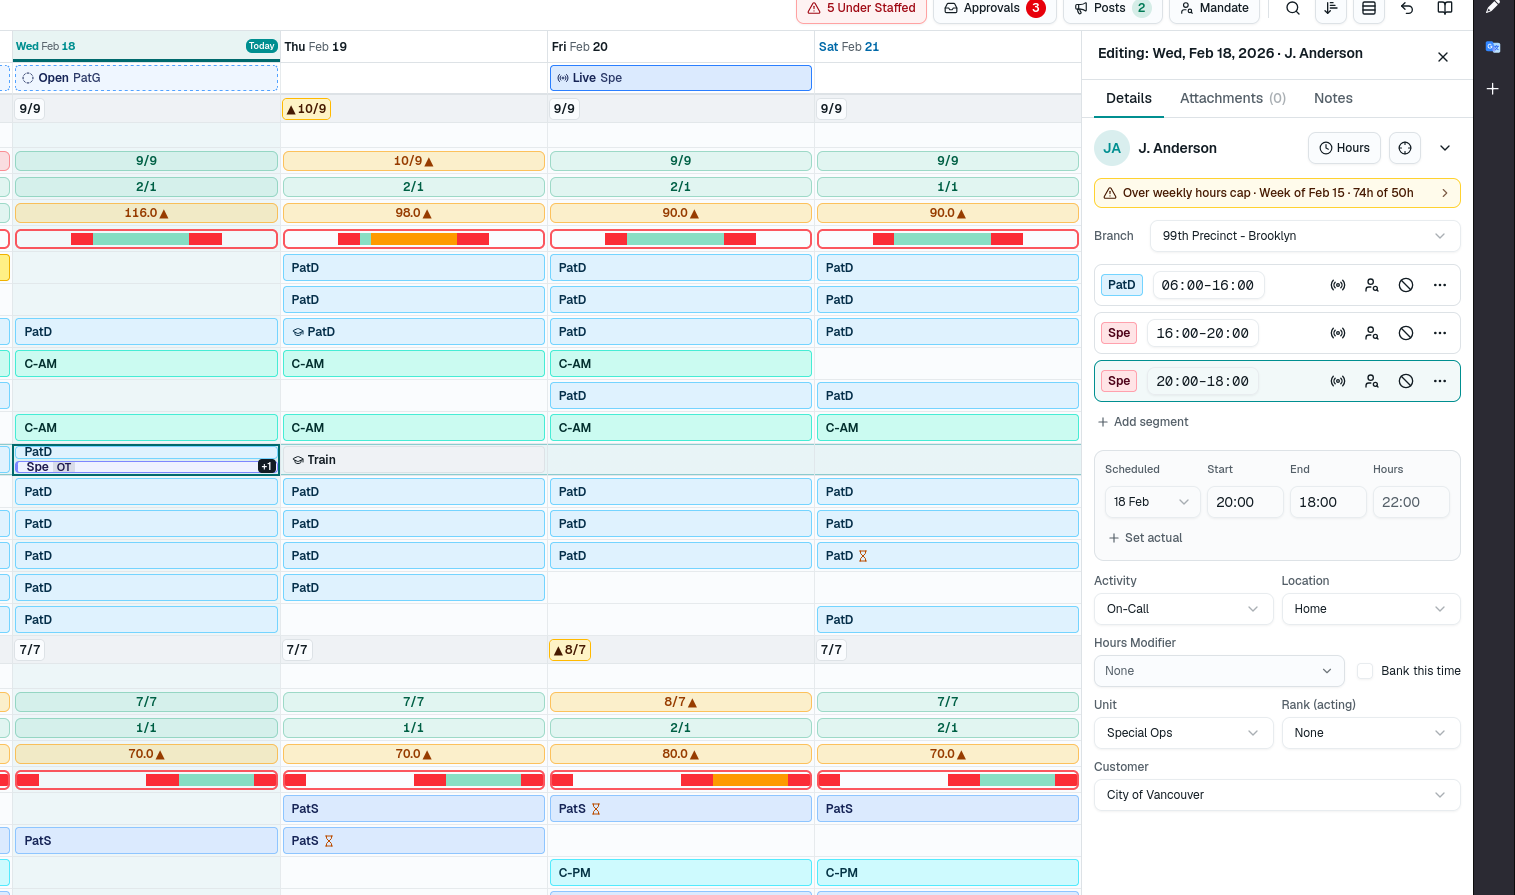 5 Under Staffed
Approvals 3
Posts 2
Mandate
Wed Feb 18 Today
Thu Feb 19
Fri Feb 20
Sat Feb 21
Open PatG
Live Spe
9/9 ▲10/9 9/9 9/9
9/9 10/9▲ 9/9 9/9
2/1 2/1 2/1 1/1
116.0▲ 98.0▲ 90.0▲ 90.0▲
PatD PatD PatD
PatD PatD PatD
PatD PatD PatD PatD
C-AM C-AM C-AM
PatD PatD
C-AM C-AM C-AM C-AM
PatD
Spe OT +1
Train
PatD PatD PatD PatD
PatD PatD PatD PatD
PatD PatD PatD PatD
PatD PatD
PatD PatD
7/7 7/7 ▲8/7 7/7
7/7 7/7 8/7▲ 7/7
1/1 1/1 2/1 2/1
70.0▲ 70.0▲ 80.0▲ 70.0▲
PatS PatS PatS
PatS PatS
C-PM C-PM
Editing: Wed, Feb 18, 2026 · J. Anderson
Details Attachments (0) Notes
JA J. Anderson Hours
Over weekly hours cap · Week of Feb 15 · 74h of 50h
Branch 99th Precinct - Brooklyn
PatD 06:00–16:00
Spe 16:00–20:00
Spe 20:00–18:00
Add segment
Scheduled Start End Hours
18 Feb 20:00 18:00 22:00
Set actual
Activity Location
On-Call Home
Hours Modifier
None Bank this time
Unit Rank (acting)
Special Ops None
Customer
City of Vancouver